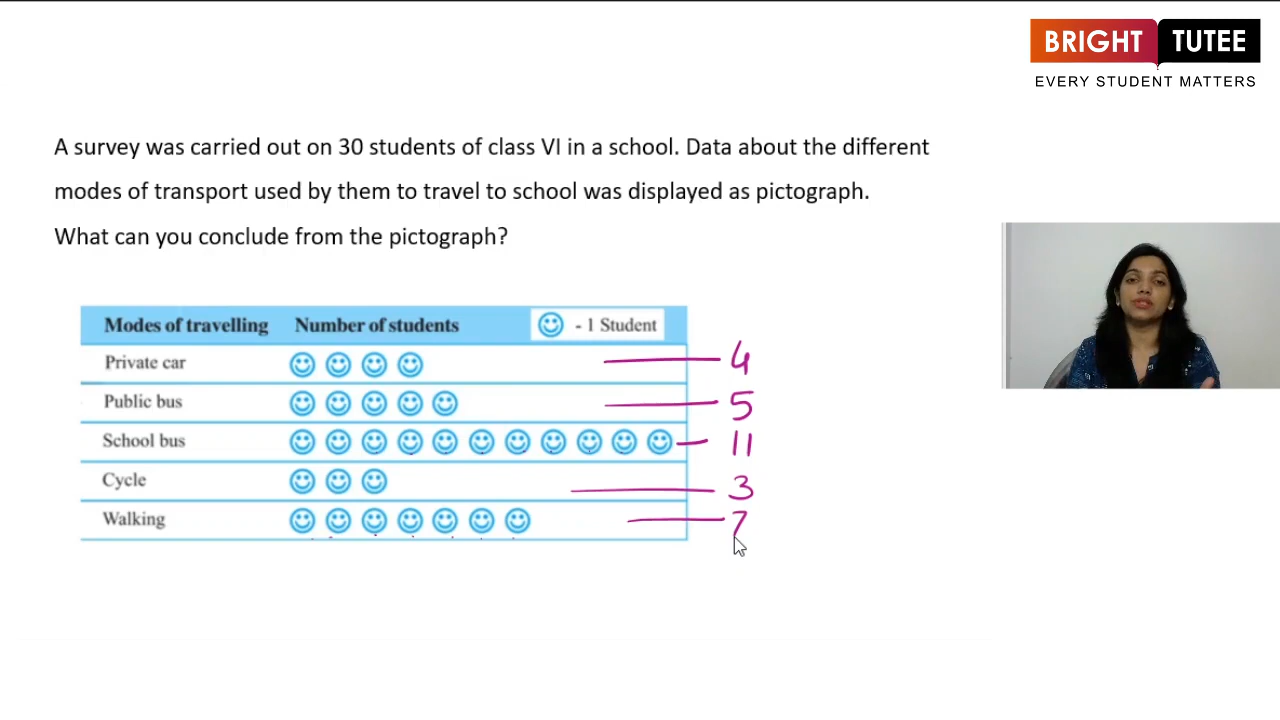 BRIGHT TUTEE
EVERY STUDENT MATTERS
A survey was carried out on 30 students of class VI in a school. Data about the different
modes of transport used by them to travel to school was displayed as pictograph.
What can you conclude from the pictograph?
Modes of travelling Number of students - 1 Student
Private car 4
Public bus 5
School bus 11
Cycle 3
Walking 7